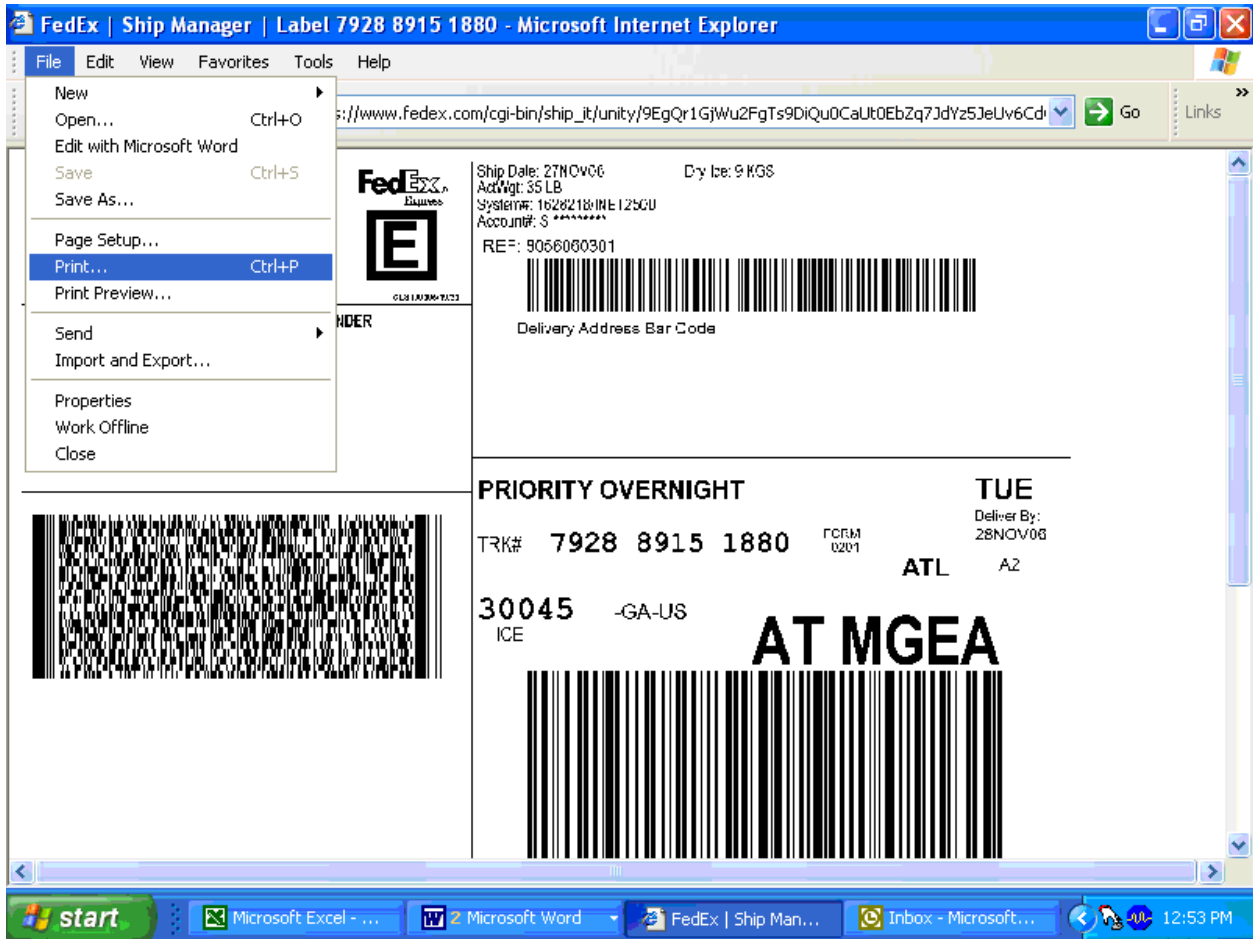 FedEx | Ship Manager | Label 7928 8915 1880 - Microsoft Internet Explorer
File Edit View Favorites Tools Help
s://www.fedex.com/cgi-bin/ship_it/unity/9EgQr1GjWu2FgTs9DiQu0CaUt0EbZq7JdYz5JeUv6Cd
Go
Links
New
Open... Ctrl+O
Edit with Microsoft Word
Save Ctrl+S
Save As...
Page Setup...
Print... Ctrl+P
Print Preview...
Send
Import and Export...
Properties
Work Offline
Close
FedEx
Express
E
NDER
Ship Date: 27NOV06 Dry Ice: 9 KGS
ActWgt: 35 LB
System#: 1628218/INET2500
Account#: S *********
REF: 9056060301
Delivery Address Bar Code
PRIORITY OVERNIGHT TUE
Deliver By:
28NOV06
TRK# 7928 8915 1880 FORM
0201
ATL A2
30045 -GA-US
ICE
AT MGEA
start
Microsoft Excel - ...
2 Microsoft Word
FedEx | Ship Man...
Inbox - Microsoft...
12:53 PM